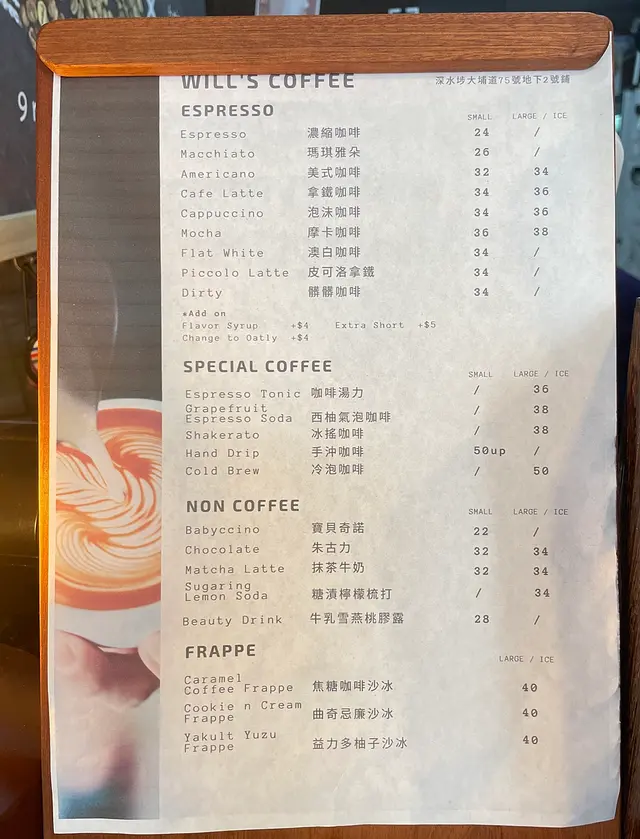 9
WILL'S COFFEE 深水埗大埔道75號地下2號鋪
ESPRESSO SMALL LARGE / ICE
Espresso 濃縮咖啡 24 /
Macchiato 瑪琪雅朵 26 /
Americano 美式咖啡 32 34
Cafe Latte 拿鐵咖啡 34 36
Cappuccino 泡沫咖啡 34 36
Mocha 摩卡咖啡 36 38
Flat White 澳白咖啡 34 /
Piccolo Latte 皮可洛拿鐵 34 /
Dirty 髒髒咖啡 34 /
*Add on
Flavor Syrup +$4 Extra Short +$5
Change to Oatly +$4
SPECIAL COFFEE SMALL LARGE / ICE
Espresso Tonic 咖啡湯力 / 36
Grapefruit
Espresso Soda 西柚氣泡咖啡 / 38
Shakerato 冰搖咖啡 / 38
Hand Drip 手沖咖啡 50up /
Cold Brew 冷泡咖啡 / 50
NON COFFEE SMALL LARGE / ICE
Babyccino 寶貝奇諾 22 /
Chocolate 朱古力 32 34
Matcha Latte 抹茶牛奶 32 34
Sugaring
Lemon Soda 糖漬檸檬梳打 / 34
Beauty Drink 牛乳雪燕桃膠露 28 /
FRAPPE LARGE / ICE
Caramel
Coffee Frappe 焦糖咖啡沙冰 40
Cookie n Cream
Frappe 曲奇忌廉沙冰 40
Yakult Yuzu
Frappe 益力多柚子沙冰 40